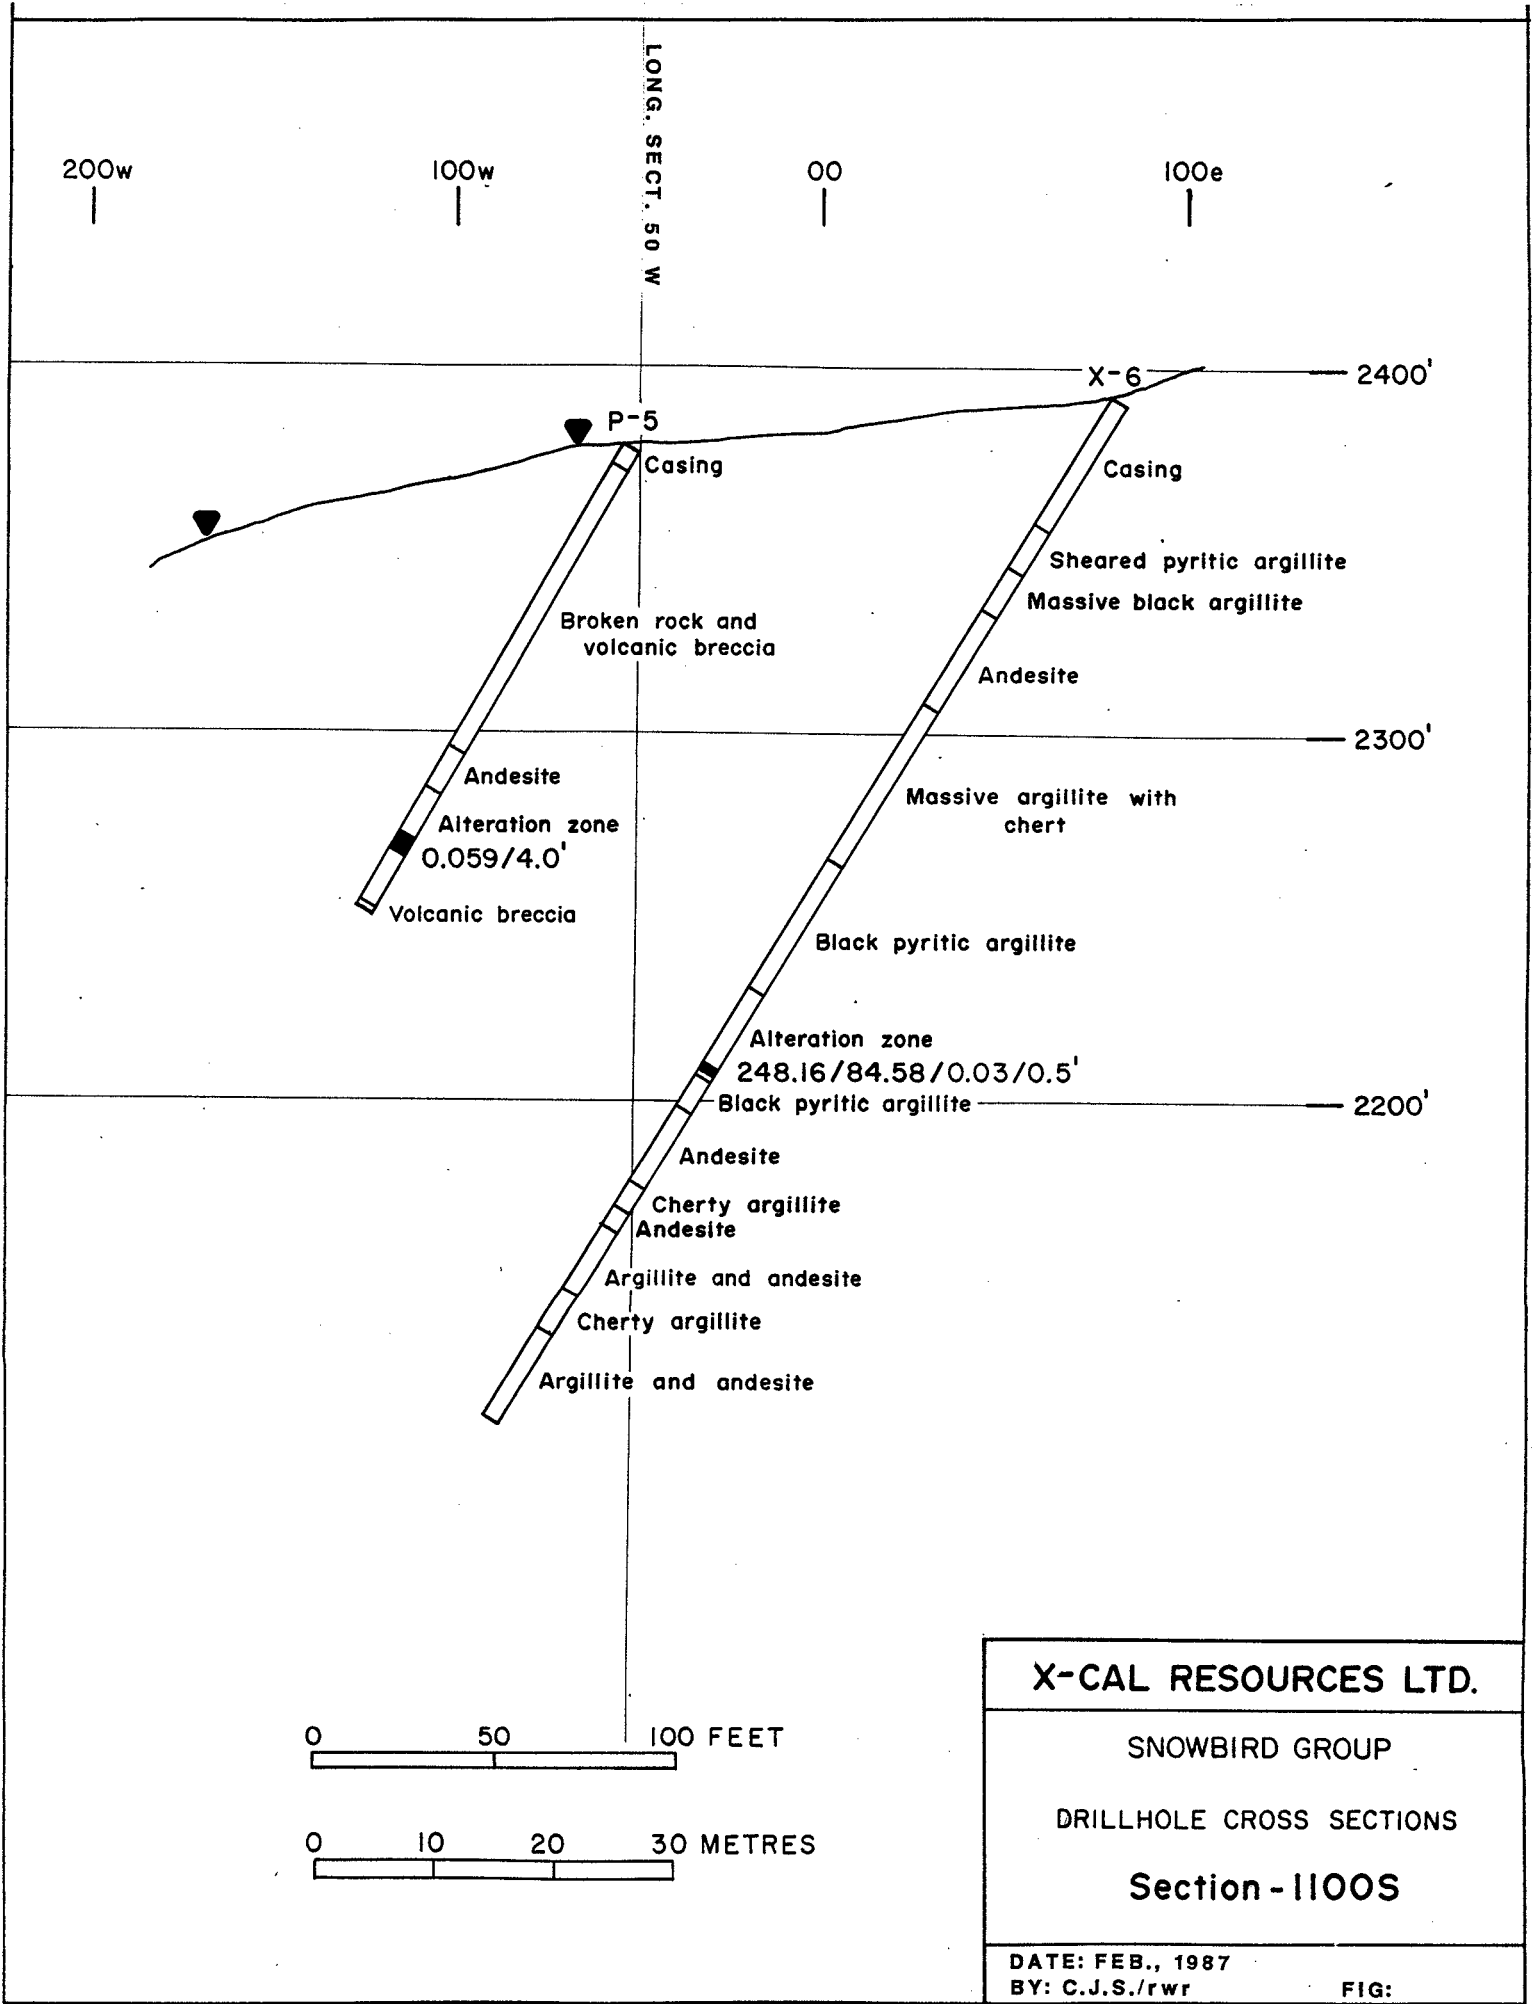 LONG. SECT. 50 W
200w 100w 00 100e
X-6
2400'
P-5
Casing
Casing
Sheared pyritic argillite
Massive black argillite
Broken rock and
volcanic breccia
Andesite
2300'
Andesite
Massive argillite with
chert
Alteration zone
0.059/4.0'
Volcanic breccia
Black pyritic argillite
Alteration zone
248.16/84.58/0.03/0.5'
Black pyritic argillite
2200'
Andesite
Cherty argillite
Andesite
Argillite and andesite
Cherty argillite
Argillite and andesite
X-CAL RESOURCES LTD.
SNOWBIRD GROUP
DRILLHOLE CROSS SECTIONS
Section-1100S
DATE: FEB., 1987
BY: C.J.S./rwr FIG:
0 50 100 FEET
0 10 20 30 METRES